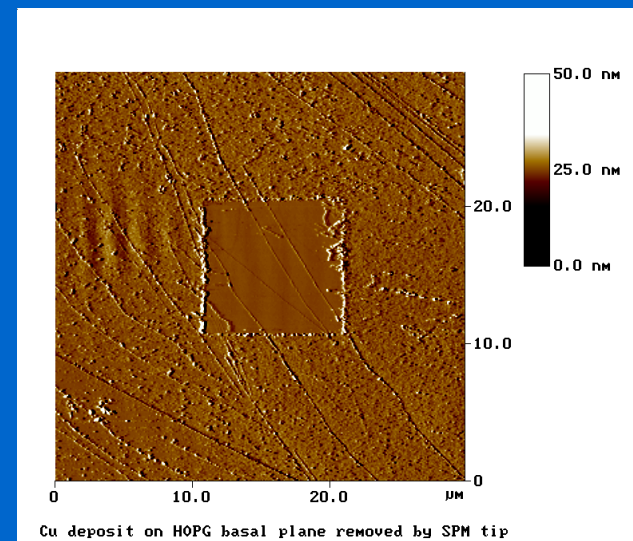 50.0 nM
25.0 nM
0.0 nM
20.0
10.0
0
0 10.0 20.0 µM
Cu deposit on HOPG basal plane removed by SPM tip